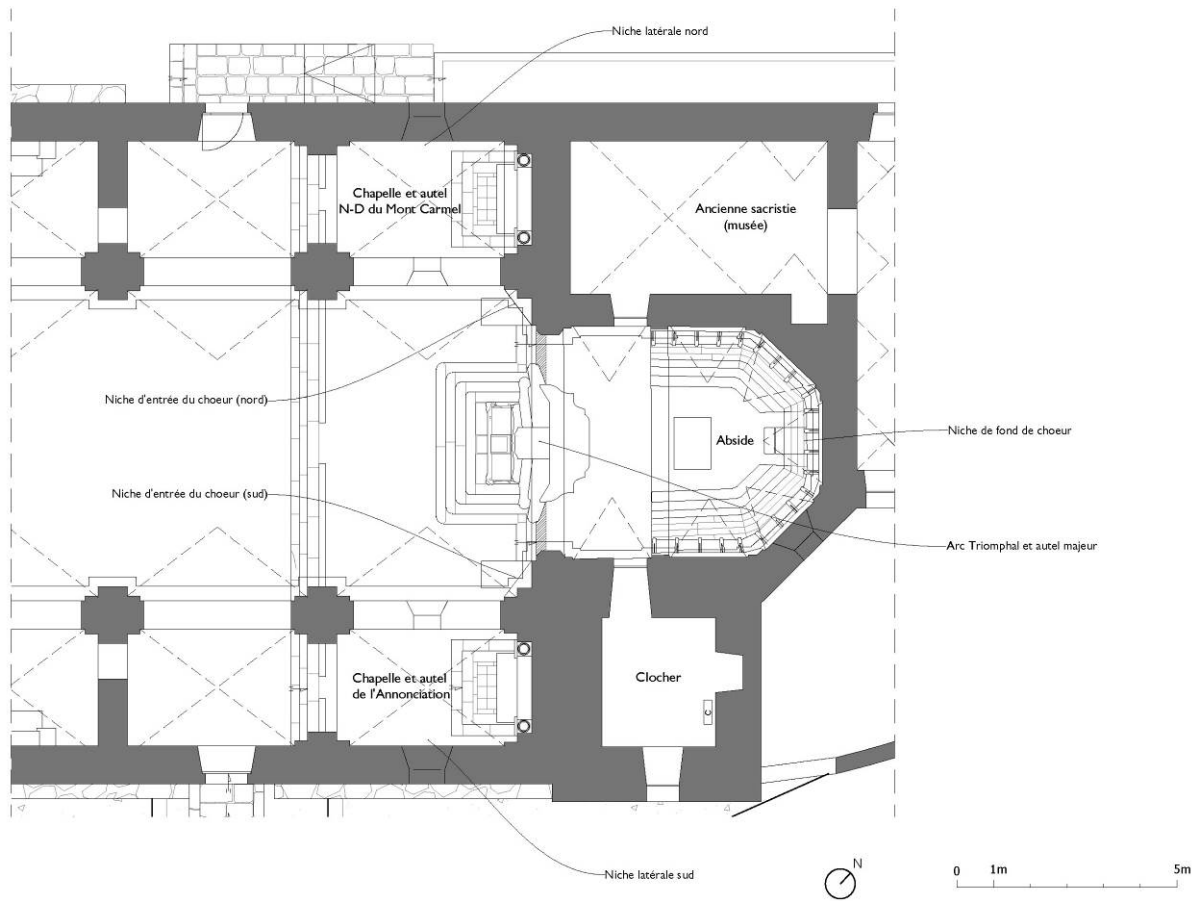 Niche latérale nord
Chapelle et autel
N-D du Mont Carmel
Ancienne sacristie
(musée)
Niche d'entrée du choeur (nord)
Abside
Niche de fond de choeur
Niche d'entrée du choeur (sud)
Arc Triomphal et autel majeur
Chapelle et autel
de l'Annonciation
Clocher
C
Niche latérale sud
N
0 1m 5m